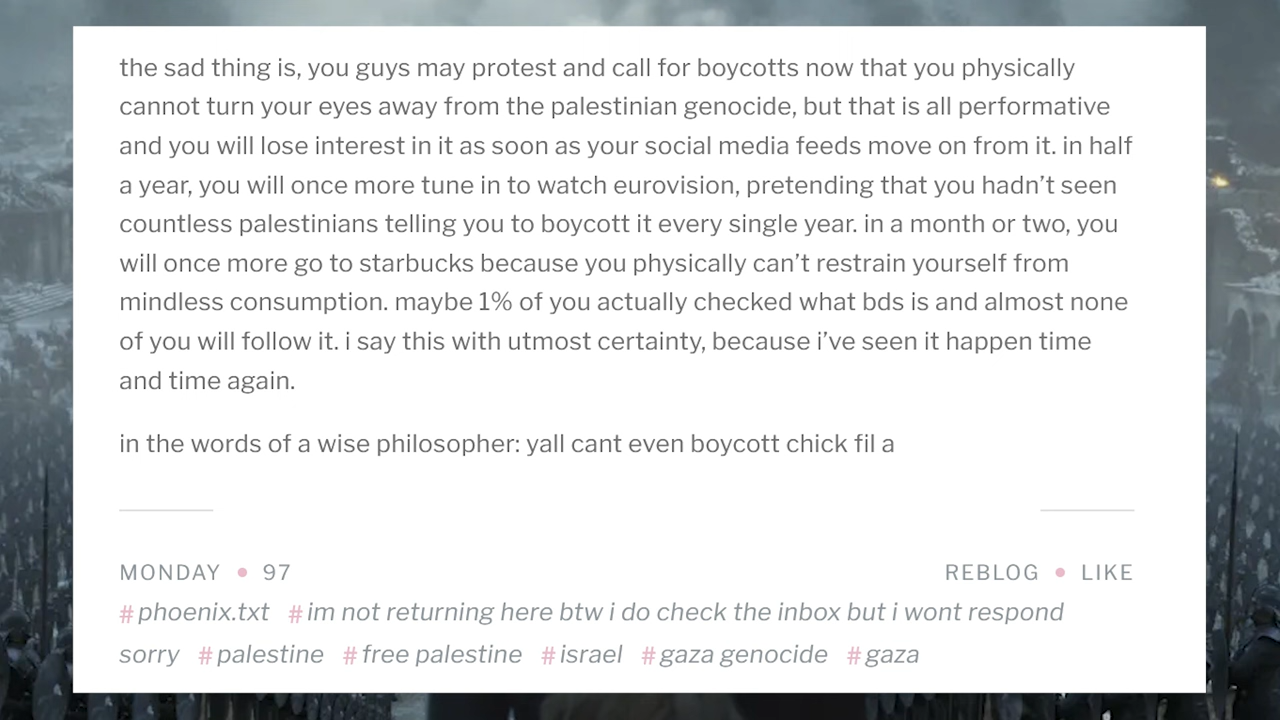 the sad thing is, you guys may protest and call for boycotts now that you physically
cannot turn your eyes away from the palestinian genocide, but that is all performative
and you will lose interest in it as soon as your social media feeds move on from it. in half
a year, you will once more tune in to watch eurovision, pretending that you hadn’t seen
countless palestinians telling you to boycott it every single year. in a month or two, you
will once more go to starbucks because you physically can’t restrain yourself from
mindless consumption. maybe 1% of you actually checked what bds is and almost none
of you will follow it. i say this with utmost certainty, because i’ve seen it happen time
and time again.
in the words of a wise philosopher: yall cant even boycott chick fil a
MONDAY • 97 REBLOG • LIKE
#phoenix.txt #im not returning here btw i do check the inbox but i wont respond
sorry #palestine #free palestine #israel #gaza genocide #gaza